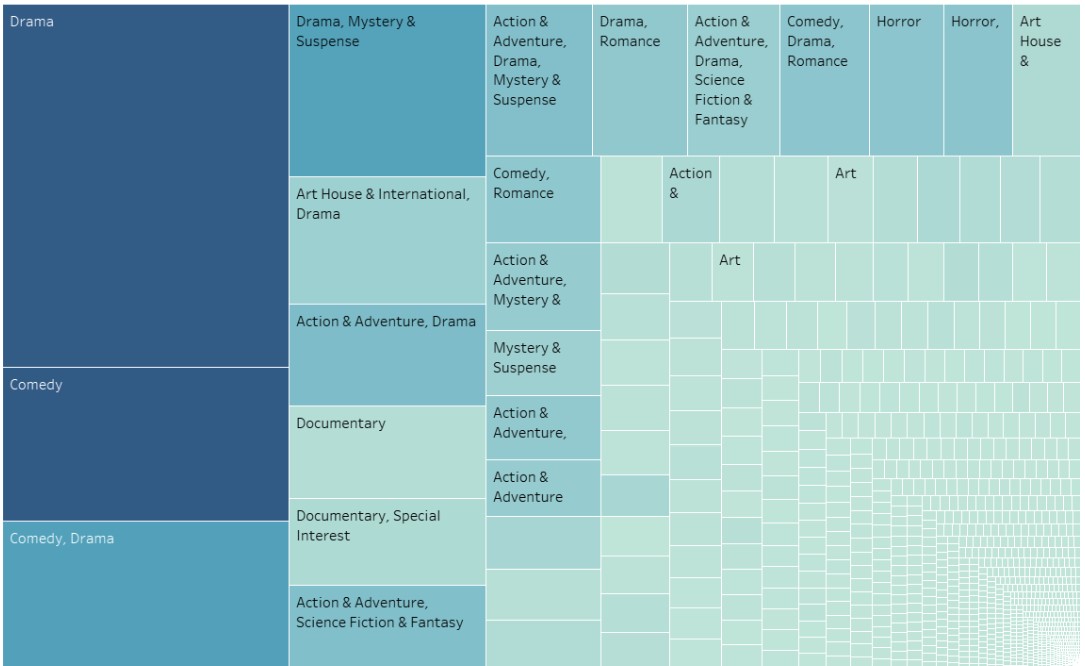 Drama
Comedy
Comedy, Drama
Drama, Mystery &
Suspense
Art House & International,
Drama
Action & Adventure, Drama
Documentary
Documentary, Special
Interest
Action & Adventure,
Science Fiction & Fantasy
Action &
Adventure,
Drama,
Mystery &
Suspense
Drama,
Romance
Action &
Adventure,
Drama,
Science
Fiction &
Fantasy
Comedy,
Drama,
Romance
Horror
Horror,
Art
House
&
Comedy,
Romance
Action
&
Art
Action &
Adventure,
Mystery &
Art
Mystery &
Suspense
Action &
Adventure,
Action &
Adventure